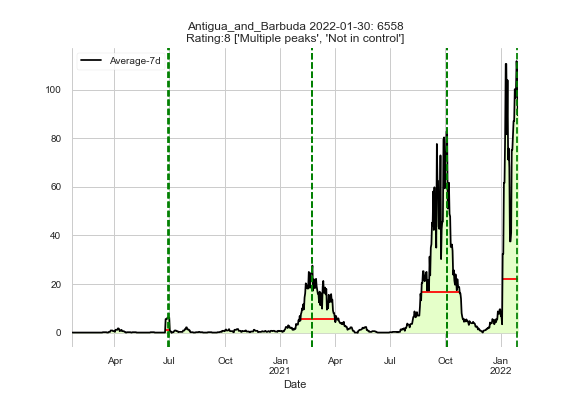 Antigua_and_Barbuda 2022-01-30: 6558
Rating:8 ['Multiple peaks', 'Not in control']
Average-7d
100
80
60
40
20
0
Apr Jul Oct Jan Apr Jul Oct Jan
2021 2022
Date